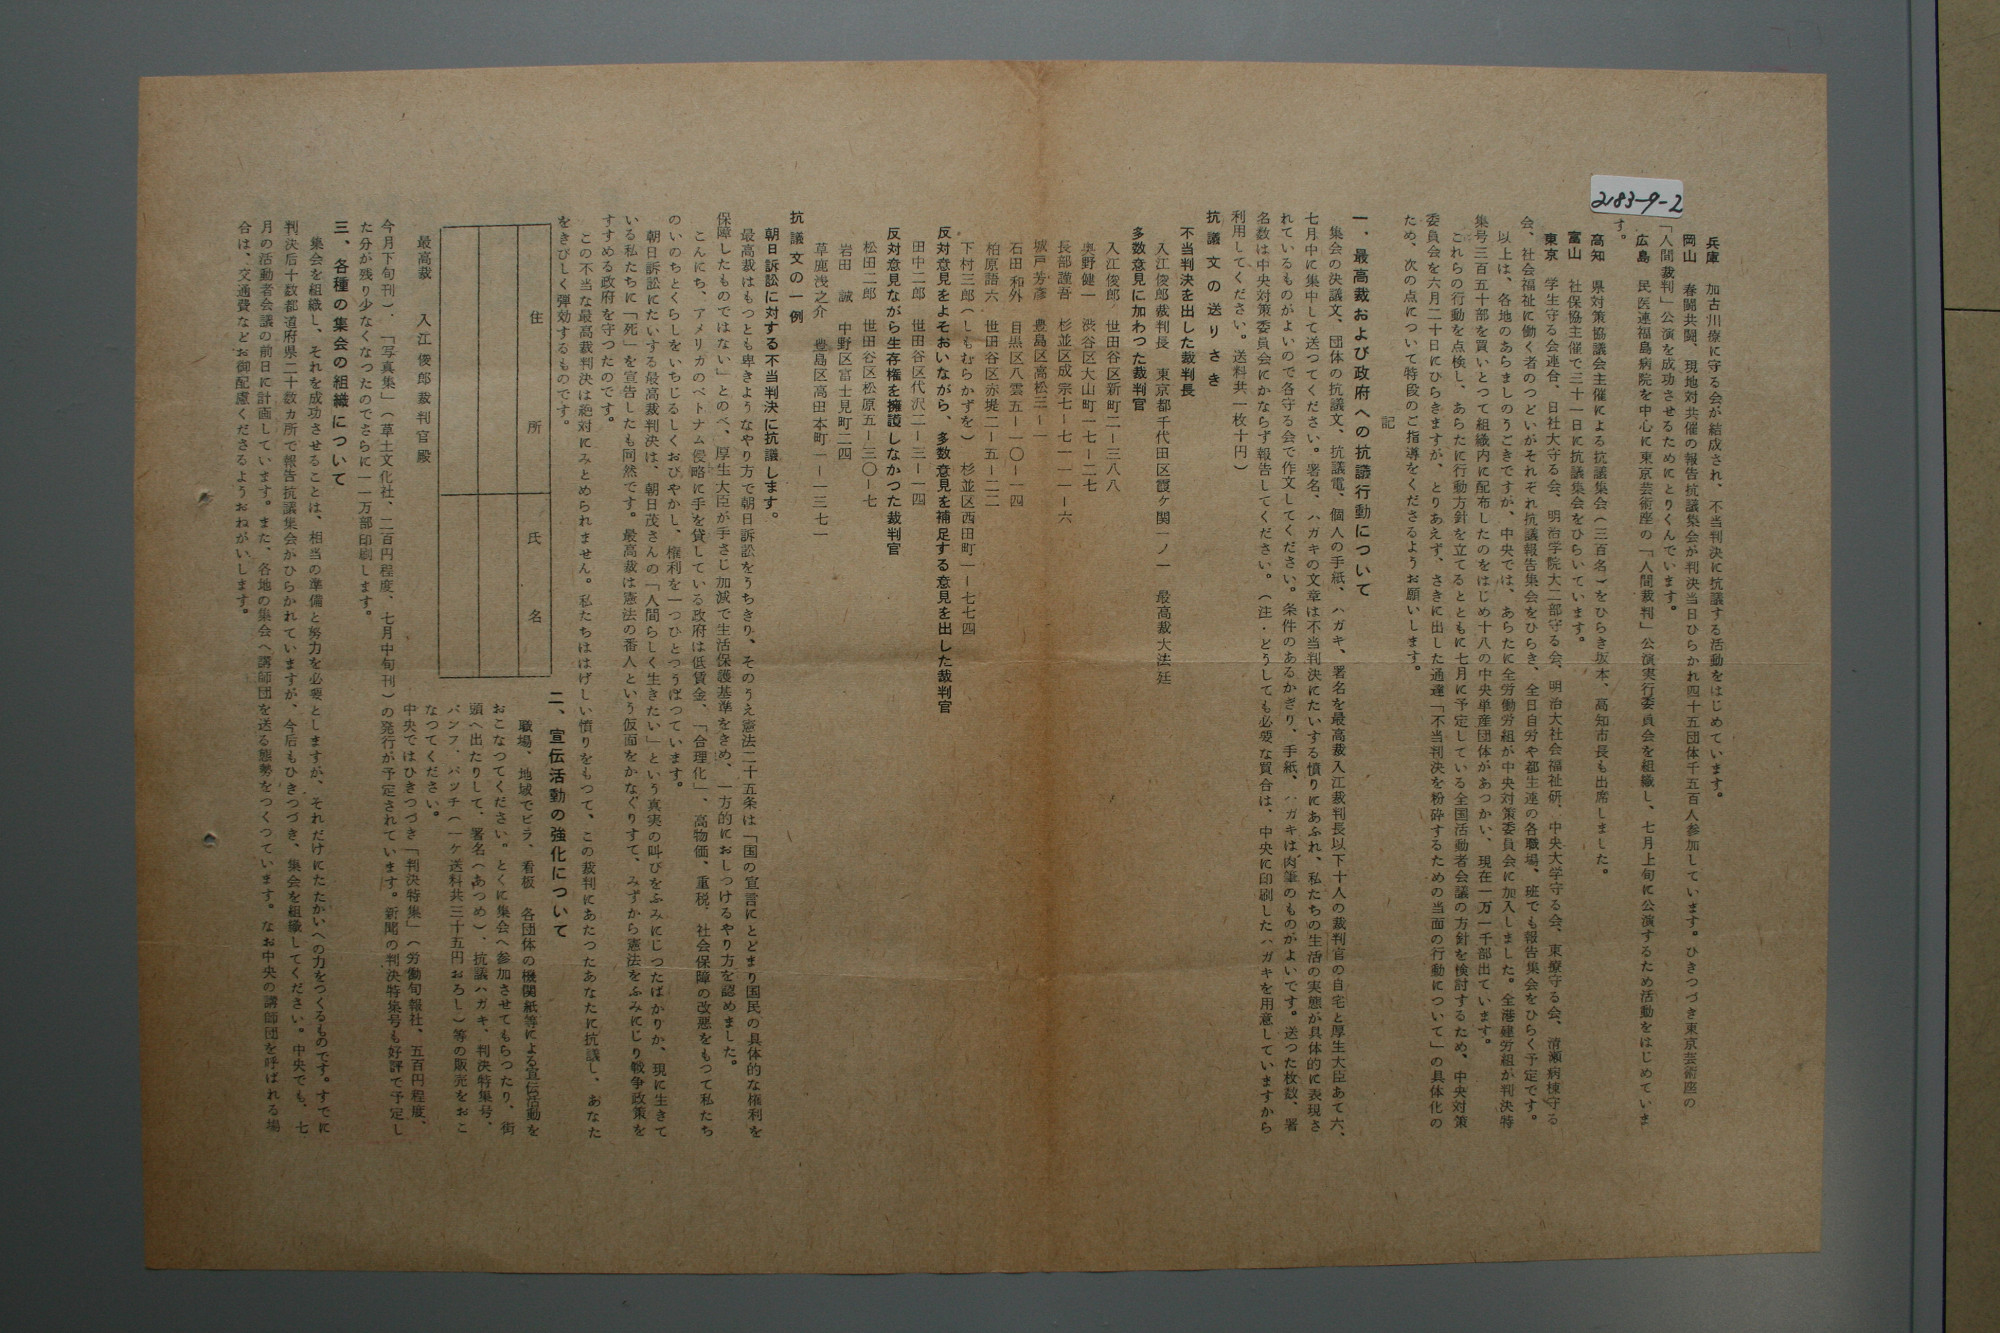 2183-9-2
兵庫　加古川療に守る会が結成され、不当判決に抗議する活動をはじめています。
岡山　春闘共闘、現地対共催の報告抗議集会が判決当日ひらかれ四十五団体千五百人参加しています。ひきつづき東京芸術座の
「人間裁判」公演を成功させるためにとりくんでいます。
広島　民医連福島病院を中心に東京芸術座の「人間裁判」公演実行委員会を組織し、七月上旬に公演するため活動をはじめていま
す。
高知　県対策協議会主催による抗議集会（三百名）をひらき坂本、高知市長も出席しました。
富山　社保協主催で三十一日に抗議集会をひらいています。
東京　学生守る会連合、日社大守る会、明治学院大二部守る会、明治大社会福祉研、中央大学守る会、東療守る会、清瀬病棟守る
会、社会福祉に働く者のつどいがそれぞれ抗議報告集会をひらき、全日自労や都生連の各職場、班でも報告集会をひらく予定です。
以上は、各地のあらましのうごきですが、中央では、あらたに全労働労組が中央対策委員会に加入しました。全港建労組が判決特
集号三百五十部を買いとつて組織内に配布したのをはじめ十八の中央単産団体があつかい、現在一万一千部出ています。
これらの行動を点検し、あらたに行動方針を立てるとともに七月に予定している全国活動者会議の方針を検討するため、中央対策
委員会を六月二十日にひらきますが、とりあえず、さきに出した通達「不当判決を粉砕するための当面の行動について」の具体化の
ため、次の点について特段のご指導をくださるようお願いします。
記
一、最高裁および政府への抗議行動について
集会の決議文、団体の抗議文、抗議電、個人の手紙、ハガキ、署名を最高裁入江裁判長以下十人の裁判官の自宅と厚生大臣あて六、
七月中に集中して送つてください。署名、ハガキの文章は不当判決にたいする憤りにあふれ、私たちの生活の実態が具体的に表現さ
れているものがよいので各守る会で作文してください。条件のあるかぎり、手紙、ハガキは肉筆のものがよいです。送つた枚数、署
名数は中央対策委員会にかならず報告してください。（注・どうしても必要な買合は、中央に印刷したハガキを用意していますから
利用してください。送料共一枚十円）
抗議文の送りさき
不当判決を出した裁判長
入江俊郎裁判長　東京都千代田区霞ケ関一ノ一　最高裁大法廷
多数意見に加わつた裁判官
入江俊郎　世田谷区新町二ー三八八
奥野健一　渋谷区大山町一七ー二七
長部謹吾　杉並区成宗七ー七一一ー六
城戸芳彦　豊島区高松三ー一
石田和外　目黒区八雲五ー一〇ー一四
柏原語六　世田谷区赤堤二ー五ー二二
下村三郎（しもむらかずを）　杉並区西田町一ー七七四
反対意見をよそおいながら、多数意見を補足する意見を出した裁判官
田中二郎　世田谷区代沢二ー三ー一四
反対意見ながら生存権を擁護しなかつた裁判官
松田二郎　世田谷区松原五ー三〇ー七
岩田　誠　中野区富士見町二四
草鹿浅之介　豊島区高田本町一ー一三七一
抗議文の一例
朝日訴訟に対する不当判決に抗議します。
最高裁はもつとも卑きようなやり方で朝日訴訟をうちきり、そのうえ憲法二十五条は「国の宣言にとどまり国民の具体的な権利を
保障したものではない」とのべ、厚生大臣が手さじ加減で生活保護基準をきめ、一方的におしつけるやり方を認めました。
こんにち、アメリカのベトナム侵略に手を貸している政府は低賃金、「合理化」、高物価、重税、社会保障の改悪をもつて私たち
のいのちとくらしをいちじるしくおびやかし、権利を一つひとつうばつています。
朝日訴訟にたいする最高裁判決は、朝日茂さんの「人間らしく生きたい」という真実の叫びをふみにじつたばかりか、現に生きて
いる私たちに「死」を宣告したも同然です。最高裁は憲法の番人という仮面をかなぐりすて、みずから憲法をふみにじり戦争政策を
すすめる政府を守つたのです。
この不当な最高裁判決は絶対にみとめられません。私たちははげしい憤りをもつて、この裁判にあたつたあなたに抗議し、あなた
をきびしく弾劾するものです。
住所
氏名
最高裁　入江俊郎裁判官殿
二、宣伝活動の強化について
職場、地域でビラ、看板　各団体の機関紙等による宣伝活動を
おこなつてください。とくに集会へ参加させてもらつたり、街
頭へ出たりして、署名（あつめ）、抗議ハガキ、判決特集号、
パンフ、バッチ（一ケ送料共三十五円おろし）等の販売をおこ
なつてください。
中央ではひきつづき「判決特集」（労働旬報社、五百円程度、
今月下旬刊）、「写真集」（草土文化社、二百円程度、七月中旬刊）の発行が予定されています。新聞の判決特集号も好評で予定し
た分が残り少なくなつたのでさらに一一万部印刷します。
三、各種の集会の組織について
集会を組織し、それを成功させることは、相当の準備と努力を必要としますが、それだけにたたかいへの力をつくるものです。すでに
判決后十数都道府県二十数カ所で報告抗議集会がひらかれていますが、今后もひきつづき、集会を組織してください。中央でも、七
月の活動者会議の前日に計画しています。また、各地の集会へ講師団を送る態勢をつくつています。なお中央の講師団を呼ばれる場
合は、交通費などお御配慮くださるようおねがいします。